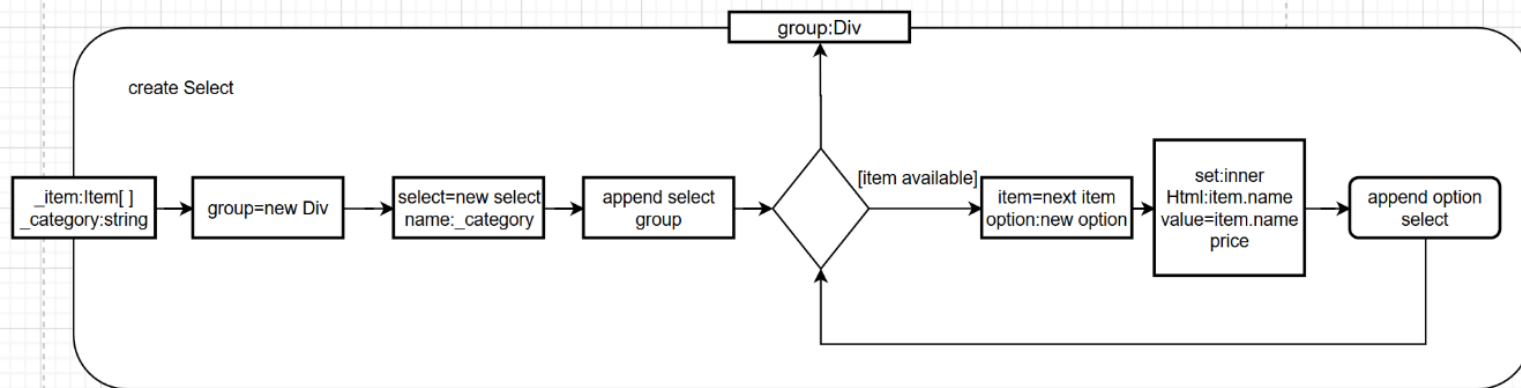 group:Div
create Select
_item:Item[ ]
_category:string
group=new Div
select=new select
name:_category
append select
group
[item available]
item=next item
option:new option
set:inner
Html:item.name
value=item.name
price
append option
select